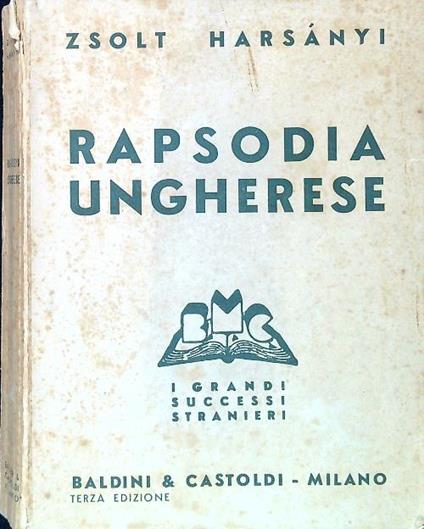 ZSOLT HARSÁNYI
RAPSODIA
UNGHERESE
BMC
I GRANDI
SUCCESSI
STRANIERI
BALDINI & CASTOLDI - MILANO
TERZA EDIZIONE